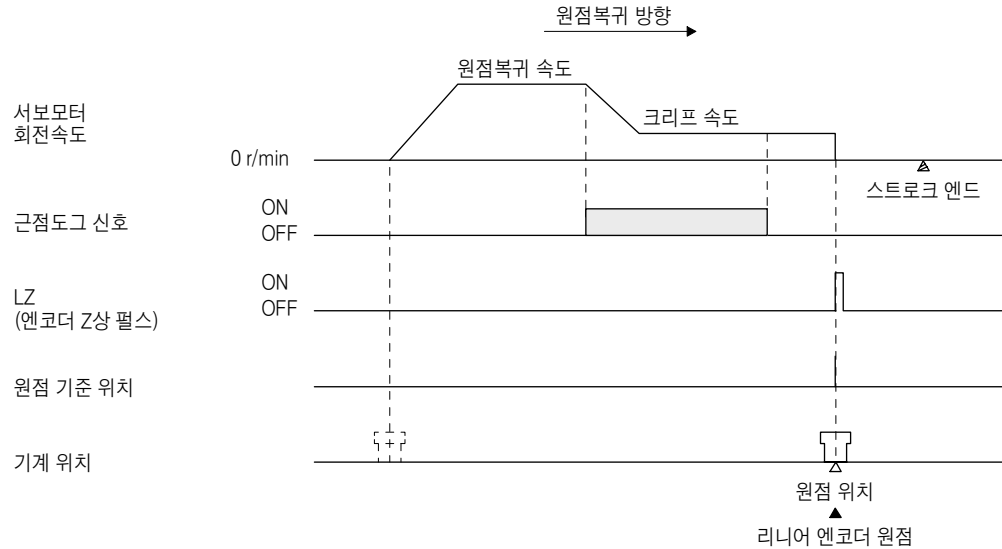 원점복귀 방향
원점복귀 속도
서보모터
회전속도
크리프 속도
0 r/min
스트로크 엔드
근점도그 신호
ON
OFF
LZ
(엔코더 Z상 펄스)
ON
OFF
원점 기준 위치
기계 위치
원점 위치
리니어 엔코더 원점